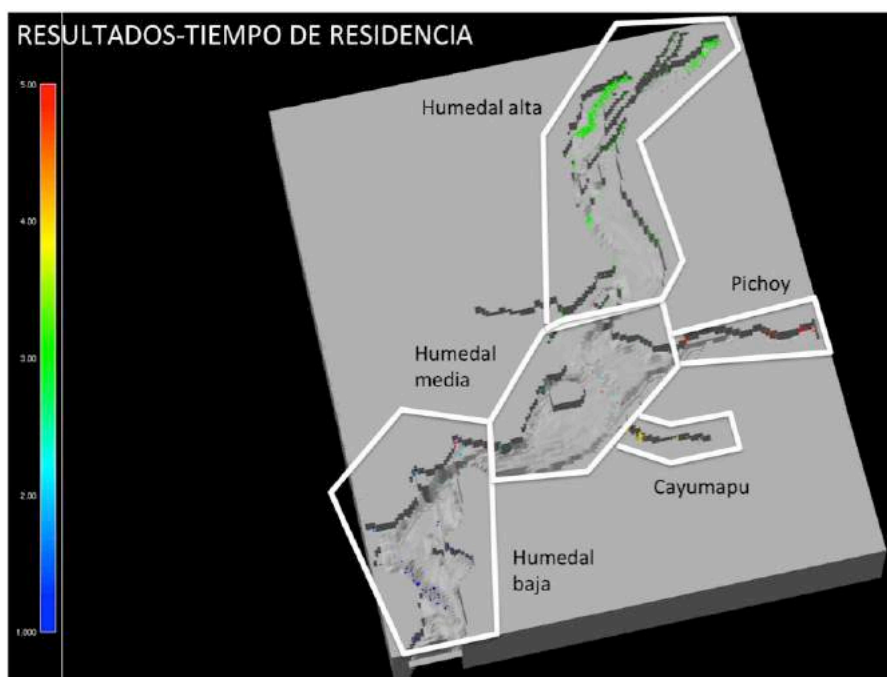 RESULTADOS-TIEMPO DE RESIDENCIA
5.00
4.00
3.00
2.00
1.000
Humedal alta
Pichoy
Humedal
media
Cayumapu
Humedal
baja